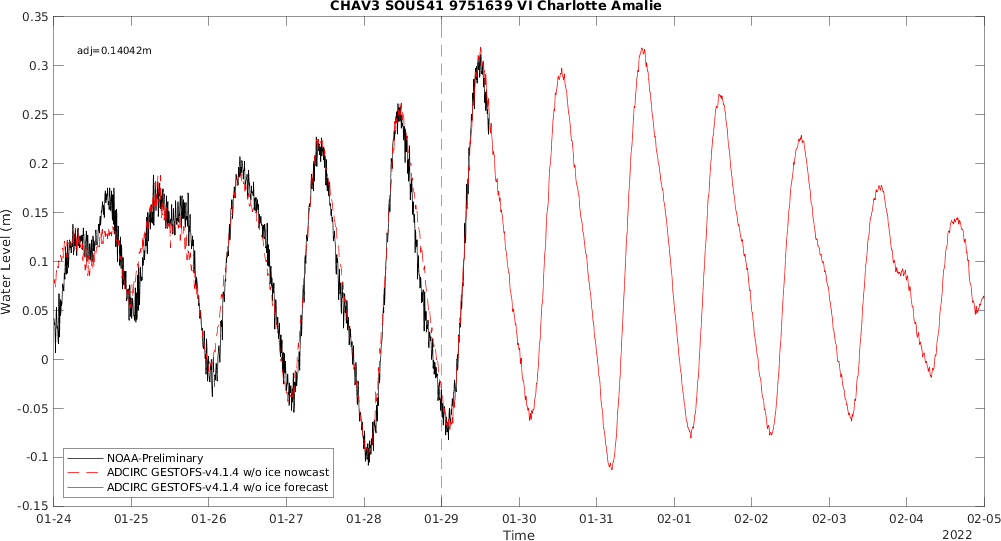 CHAV3 SOUS41 9751639 VI Charlotte Amalie
0.35
adj=0.14042m
0.3
0.25
0.2
0.15
0.1
0.05
0
-0.05
-0.1
-0.15
Water Level (m)
NOAA-Preliminary
ADCIRC GESTOFS-v4.1.4 w/o ice nowcast
ADCIRC GESTOFS-v4.1.4 w/o ice forecast
01-24 01-25 01-26 01-27 01-28 01-29 01-30 01-31 02-01 02-02 02-03 02-04 02-05
Time
2022